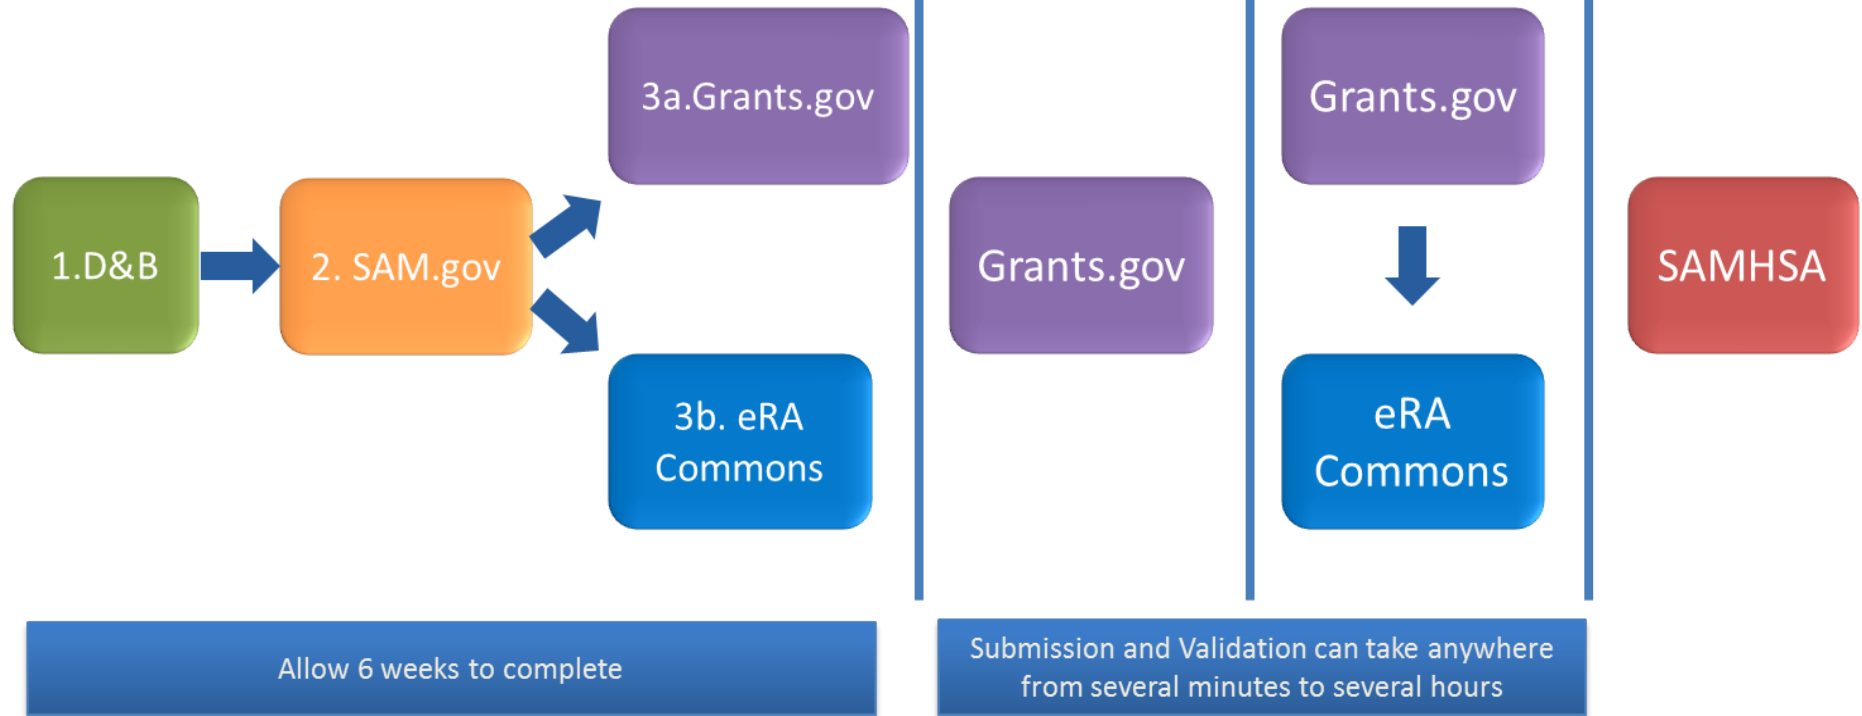 1.D&B
2. SAM.gov
3a.Grants.gov
3b. eRA
Commons
Grants.gov
Grants.gov
eRA
Commons
SAMHSA
Allow 6 weeks to complete
Submission and Validation can take anywhere
from several minutes to several hours